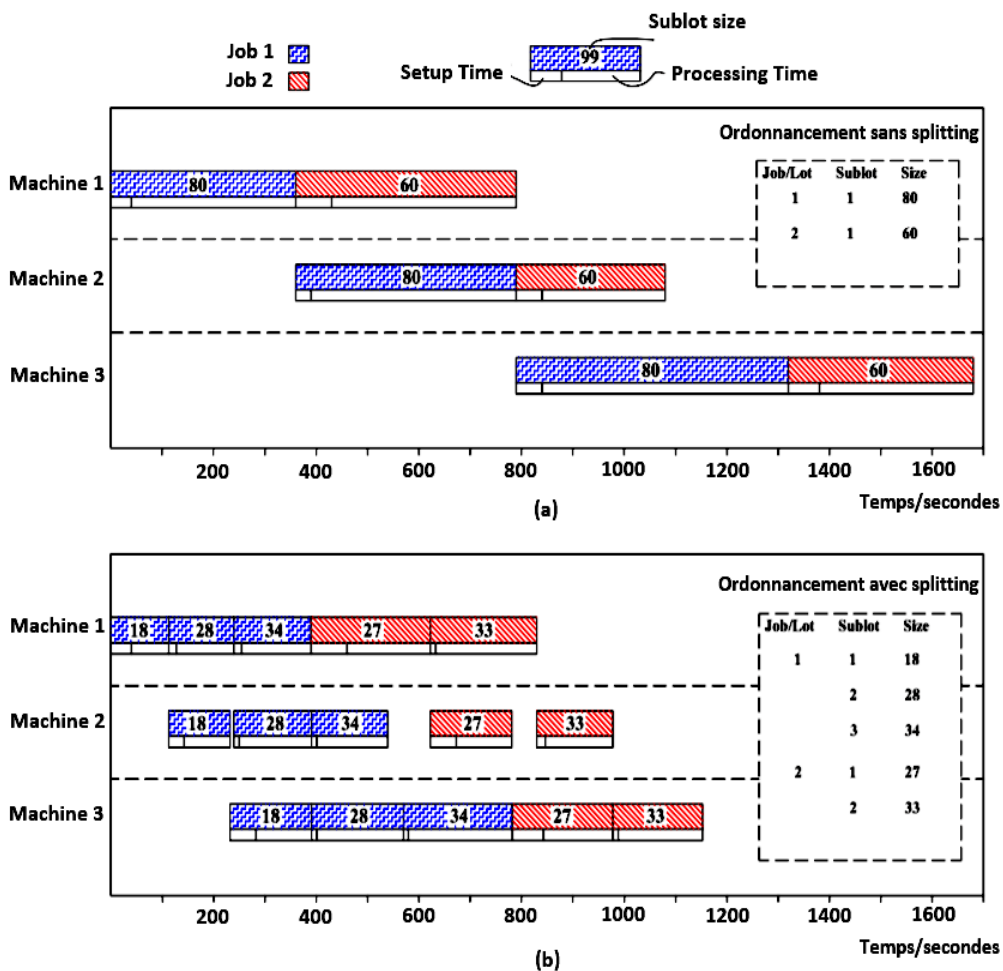 Sublot size
Job 1
99
Setup Time
Processing Time
Job 2
Ordonnancement sans splitting
Job/Lot Sublot Size
1 1 80
2 1 60
Machine 1
80 60
Machine 2
80 60
Machine 3
80 60
200 400 600 800 1000 1200 1400 1600
Temps/secondes
(a)
Ordonnancement avec splitting
Job/Lot Sublot Size
1 1 18
2 28
3 34
2 1 27
2 33
Machine 1
18 28 34 27 33
Machine 2
18 28 34 27 33
Machine 3
18 28 34 27 33
200 400 600 800 1000 1200 1400 1600
Temps/secondes
(b)